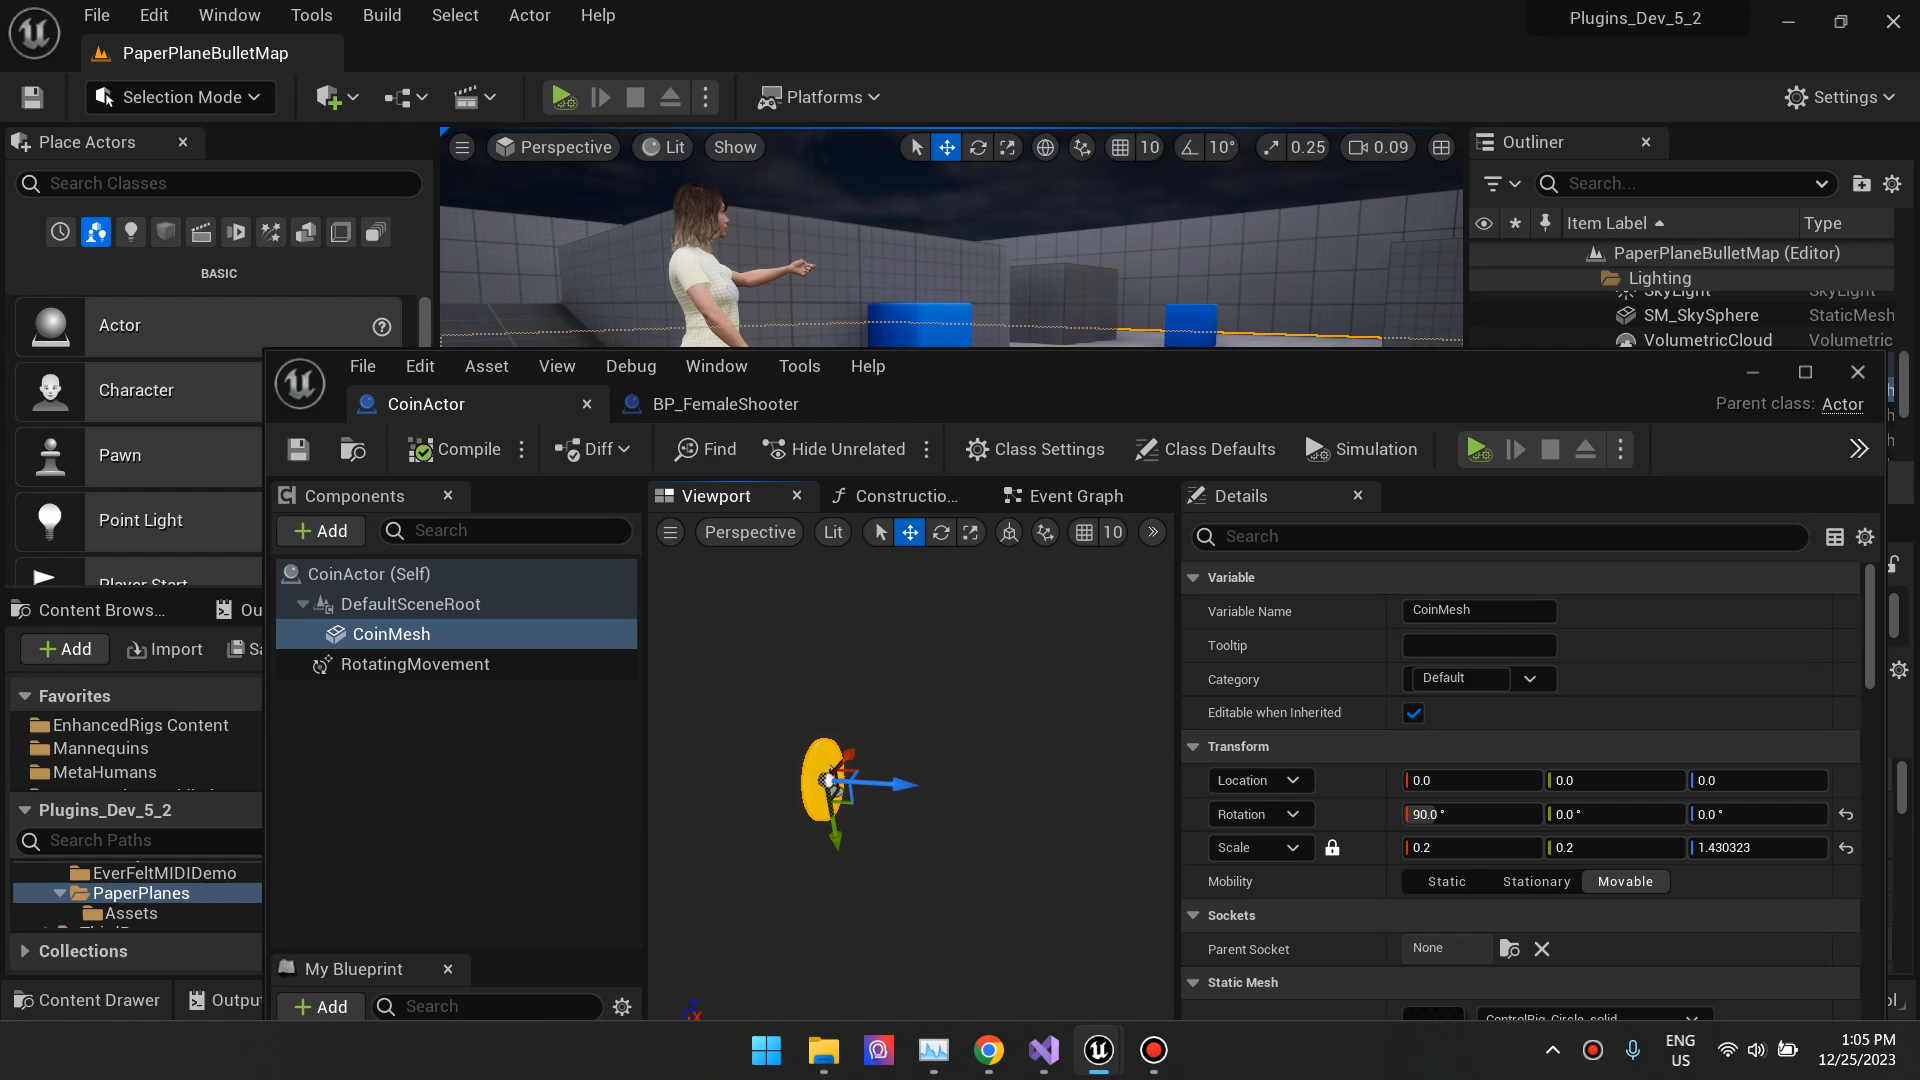 File Edit Window Tools Build Select Actor Help
Plugins_Dev_5_2
PaperPlaneBulletMap
Selection Mode
Platforms
Settings
Place Actors
Perspective Lit Show
10 10° 0.25 0.09
Outliner
Search Classes
Search...
Item Label Type
BASIC
PaperPlaneBulletMap (Editor)
Lighting
SkyLight SkyLight
SM_SkySphere StaticMesh
VolumetricCloud Volumetric
Actor
Character
Pawn
Point Light
Player Start
File Edit Asset View Debug Window Tools Help
CoinActor
BP_FemaleShooter
Parent class: Actor
Compile Diff Find Hide Unrelated Class Settings Class Defaults Simulation
Components
Viewport
Constructio...
Event Graph
Details
Add
Search
Perspective Lit
10
Search
CoinActor (Self)
DefaultSceneRoot
CoinMesh
RotatingMovement
Variable
Variable Name CoinMesh
Tooltip
Category Default
Editable when Inherited
Transform
Location 0.0 0.0 0.0
Rotation 90.0 ° 0.0 ° 0.0 °
Scale 0.2 0.2 1.430323
Mobility Static Stationary Movable
Sockets
Parent Socket None
Static Mesh
ControlRig_Circle_solid
My Blueprint
Add
Search
Content Brows... Ou
Add Import Sa
Favorites
EnhancedRigs Content
Mannequins
MetaHumans
Plugins_Dev_5_2
Search Paths
EverFeltMIDIDemo
PaperPlanes
Assets
Collections
Content Drawer Outpu
Z
X
ENG
US
1:05 PM
12/25/2023